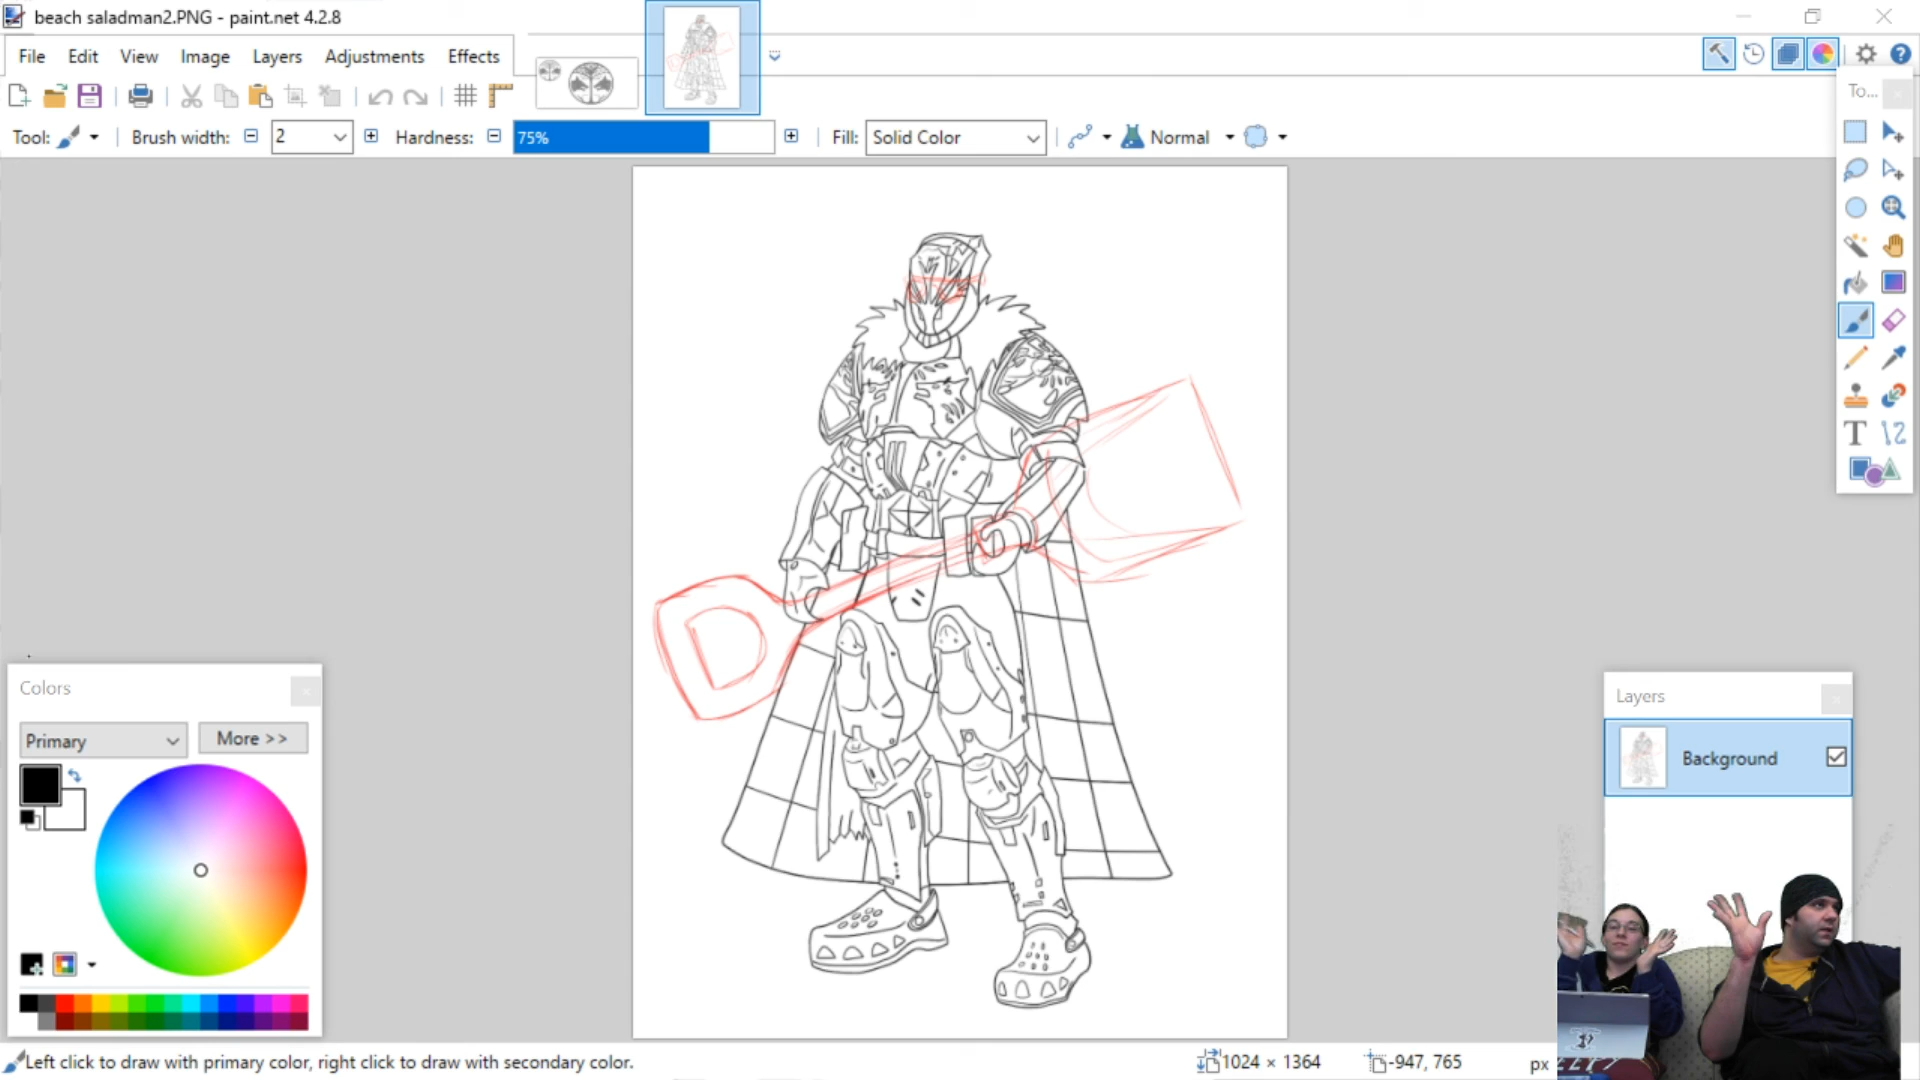 beach saladman2.PNG - paint.net 4.2.8
File Edit View Image Layers Adjustments Effects
To...
Tool: Brush width: 2 Hardness: 75% Fill: Solid Color Normal
T
Colors
Primary More >>
Layers
Background
Left click to draw with primary color, right click to draw with secondary color.
1024 × 1364 -947, 765 px